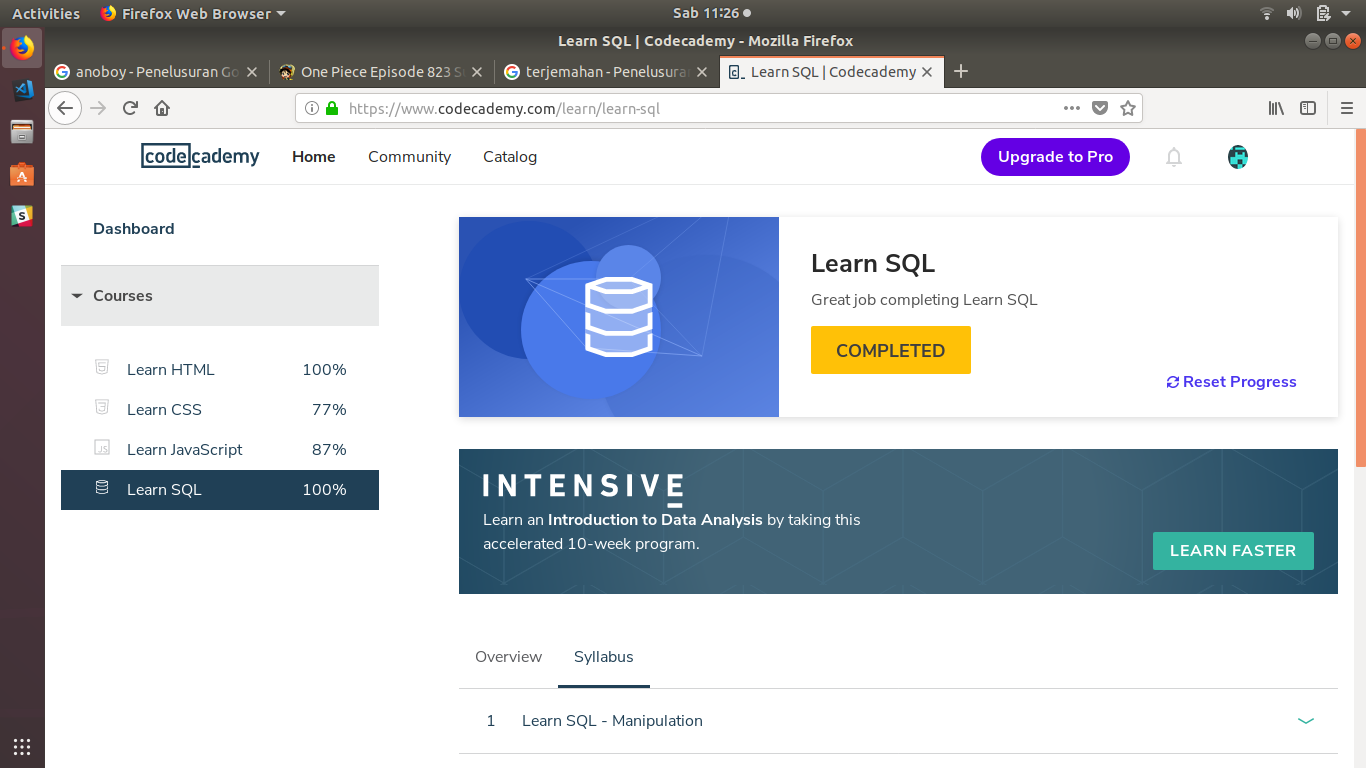 Activities Firefox Web Browser Sab 11:26
Learn SQL | Codecademy - Mozilla Firefox
anoboy - Penelusuran Go One Piece Episode 823 S terjemahan - Penelusura Learn SQL | Codecademy
https://www.codecademy.com/learn/learn-sql
codecademy Home Community Catalog Upgrade to Pro
Dashboard
Courses
Learn HTML 100%
Learn CSS 77%
Learn JavaScript 87%
Learn SQL 100%
Learn SQL
Great job completing Learn SQL
COMPLETED
Reset Progress
INTENSIVE
Learn an Introduction to Data Analysis by taking this
accelerated 10-week program.
LEARN FASTER
Overview Syllabus
1 Learn SQL - Manipulation